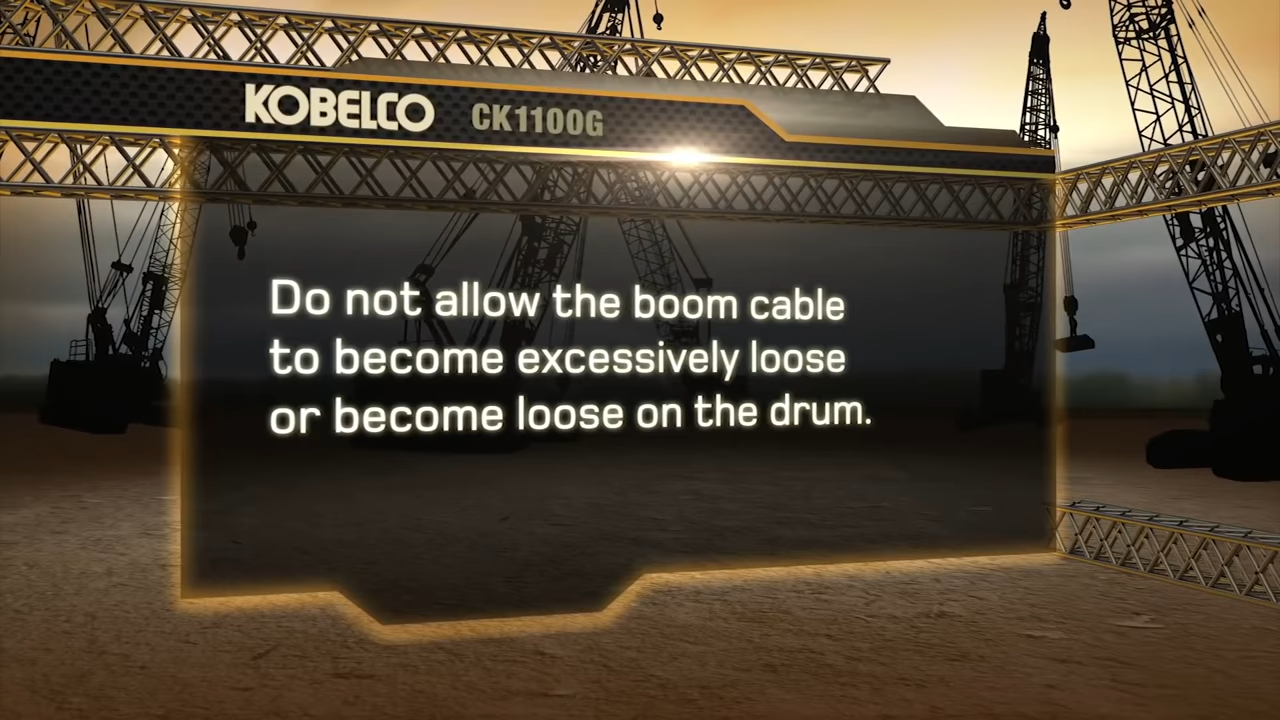 KOBELCO CK1100G
Do not allow the boom cable
to become excessively loose
or become loose on the drum.